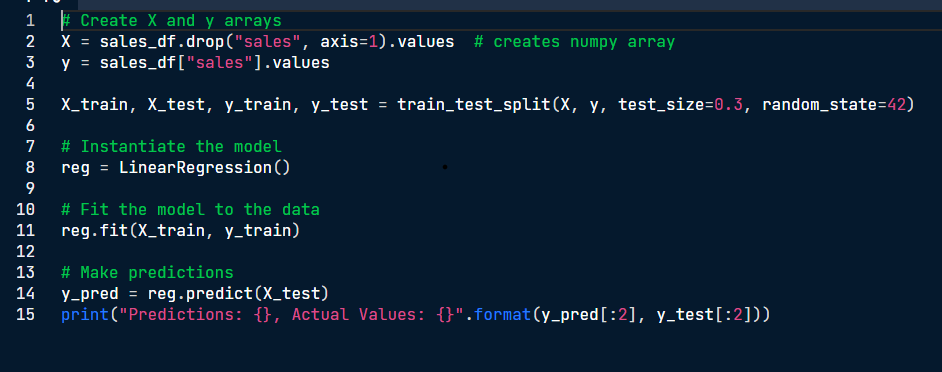 1 # Create X and y arrays
2 X = sales_df.drop("sales", axis=1).values  # creates numpy array
3 y = sales_df["sales"].values
4
5 X_train, X_test, y_train, y_test = train_test_split(X, y, test_size=0.3, random_state=42)
6
7 # Instantiate the model
8 reg = LinearRegression()
9
10 # Fit the model to the data
11 reg.fit(X_train, y_train)
12
13 # Make predictions
14 y_pred = reg.predict(X_test)
15 print("Predictions: {}, Actual Values: {}".format(y_pred[:2], y_test[:2]))